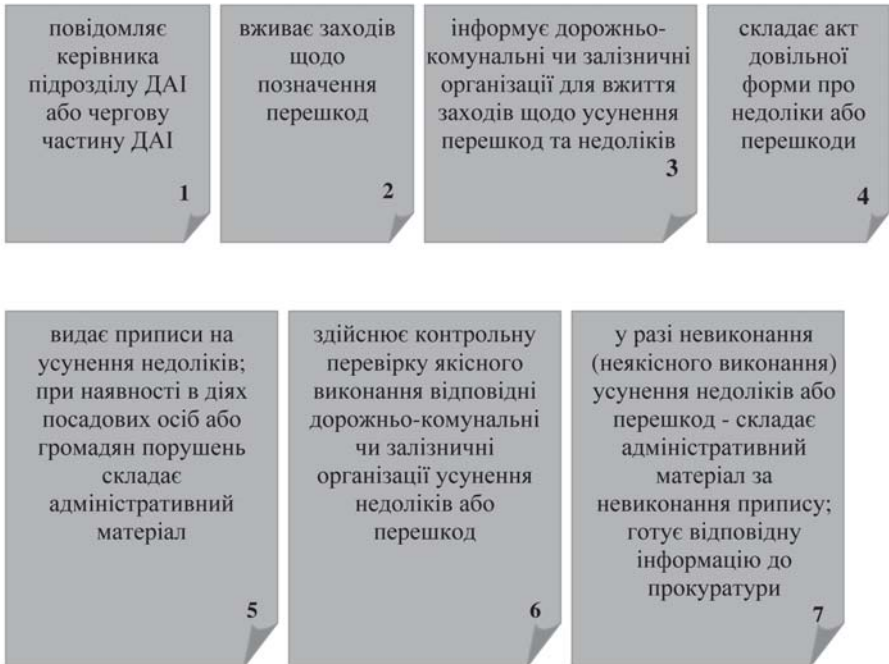 повідомляє
керівника
підрозділу ДАІ
або чергову
частину ДАІ
1
вживає заходів
щодо
позначення
перешкод
2
інформує дорожньо-
комунальні чи залізничні
організації для вжиття
заходів щодо усунення
перешкод та недоліків
3
складає акт
довільної
форми про
недоліки або
перешкоди
4
видає приписи на
усунення недоліків;
при наявності в діях
посадових осіб або
громадян порушень
складає
адміністративний
матеріал
5
здійснює контрольну
перевірку якісного
виконання відповідні
дорожньо-комунальні
чи залізничні
організації усунення
недоліків або
перешкод
6
у разі невиконання
(неякісного виконання)
усунення недоліків або
перешкод - складає
адміністративний
матеріал за
невиконання припису;
готує відповідну
інформацію до
прокуратури
7